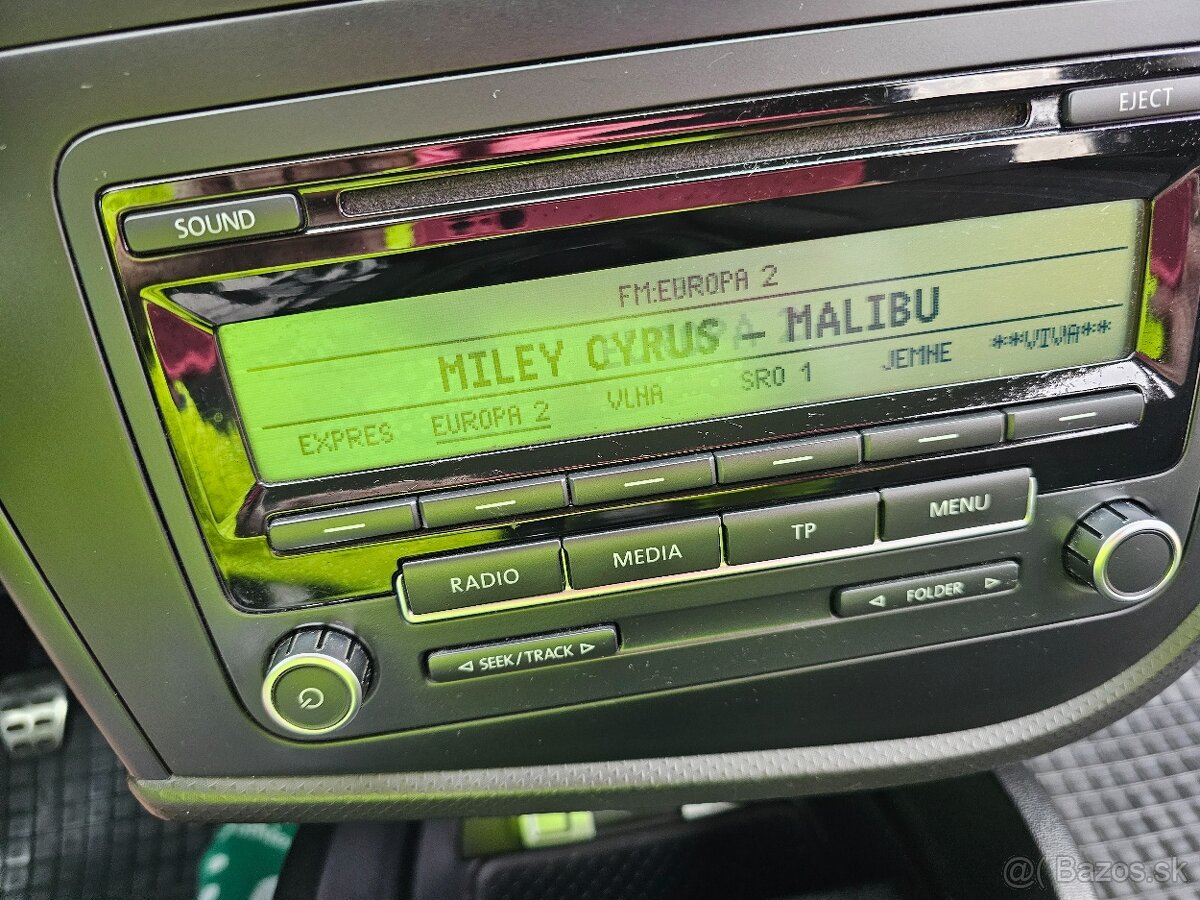 EJECT
SOUND
FM:EUROPA 2
MILEY CYRUS - MALIBU
EXPRES EUROPA 2 VLNA SRO 1 JEMNE **VIVA**
RADIO MEDIA TP MENU
◁ SEEK/TRACK ▷ ◁ FOLDER ▷
Bazos.sk